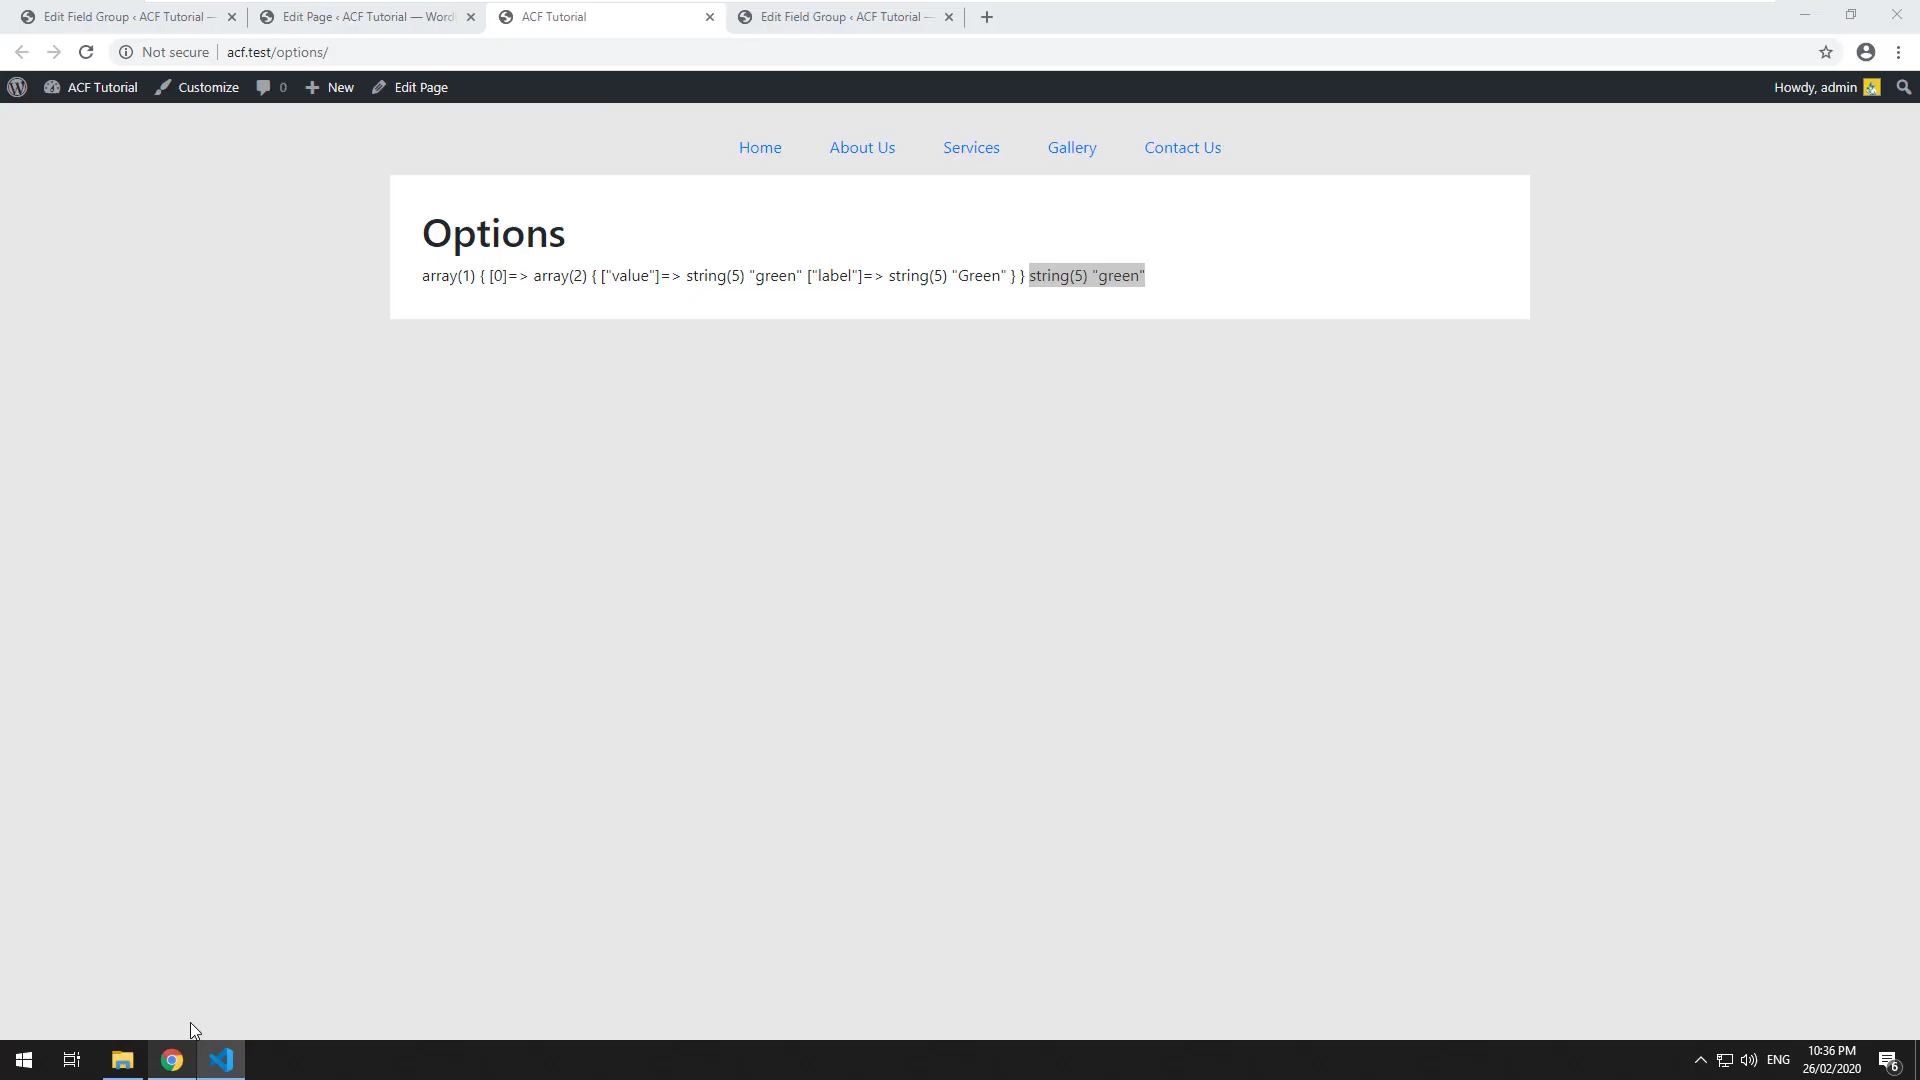 Edit Field Group ‹ ACF Tutorial —
Edit Page ‹ ACF Tutorial — Word
ACF Tutorial
Edit Field Group ‹ ACF Tutorial —
Not secure
acf.test/options/
ACF Tutorial
Customize
0
New
Edit Page
Howdy, admin
Home
About Us
Services
Gallery
Contact Us
Options
array(1) { [0]=> array(2) { ["value"]=> string(5) "green" ["label"]=> string(5) "Green" } } string(5) "green"
ENG
10:36 PM
26/02/2020
6